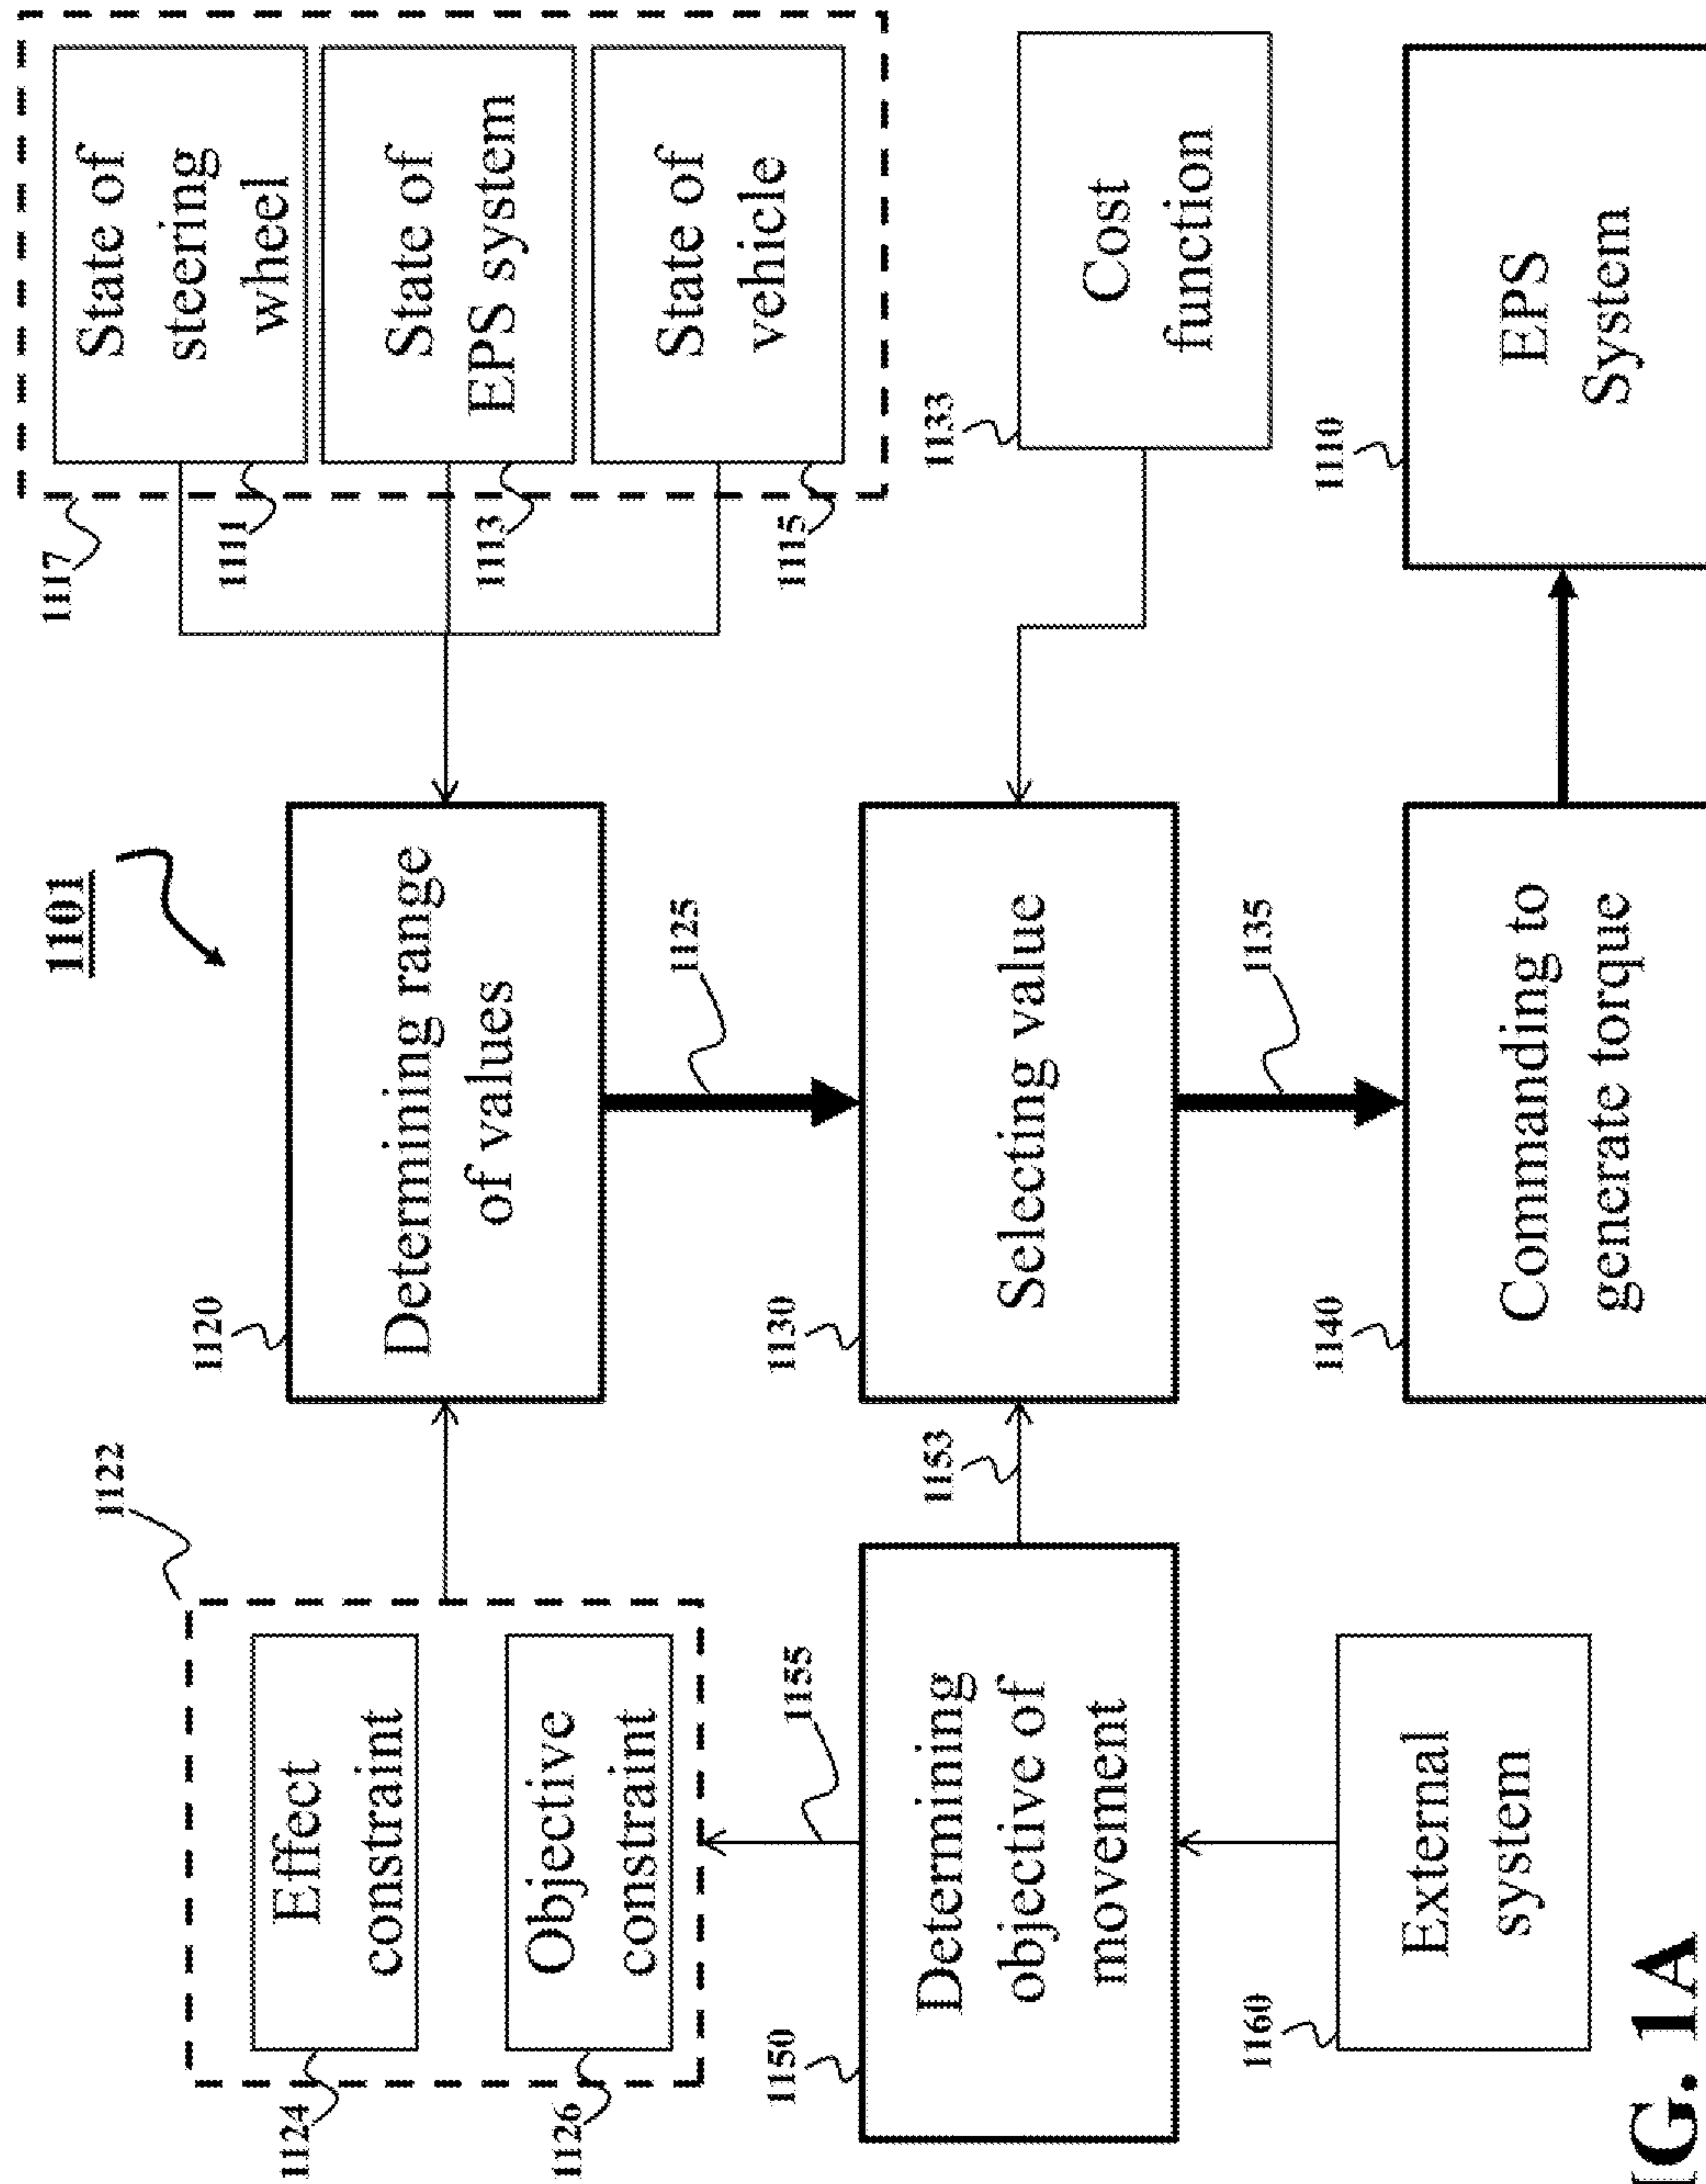 1101
1117
State of
steering
wheel
1111
State of
EPS system
1113
State of
vehicle
1115
1122
Effect
constraint
1124
Objective
constraint
1126
1120
Determining range
of values
1125
1155
1150
Determining
objective of
movement
1153
1130
Selecting value
1133
Cost
function
1135
1160
External
system
1140
Commanding to
generate torque
1110
EPS
System
IG. 1A